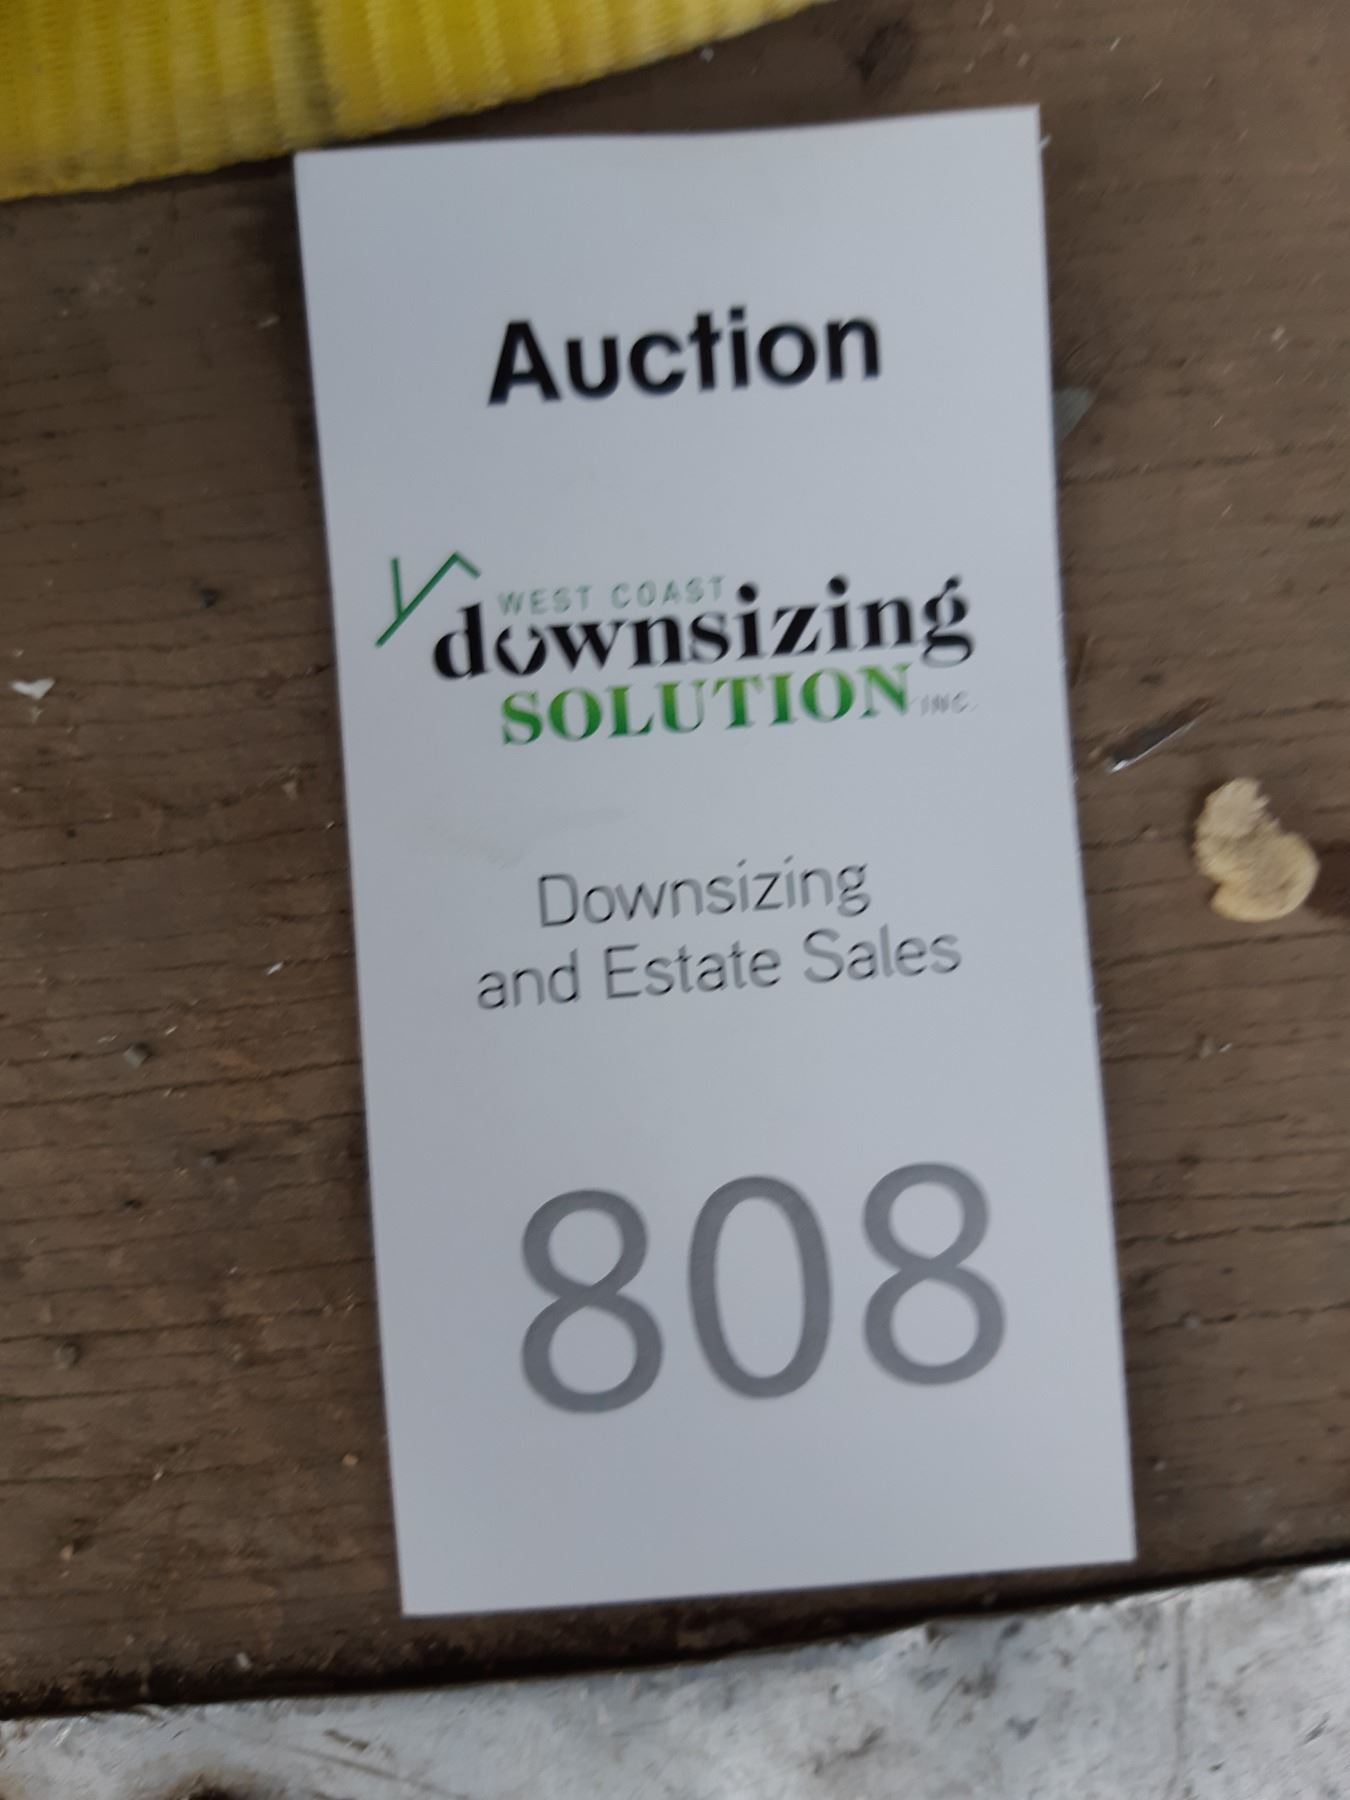 Auction
WEST COAST
downsizing
SOLUTION INC.
Downsizing
and Estate Sales
808